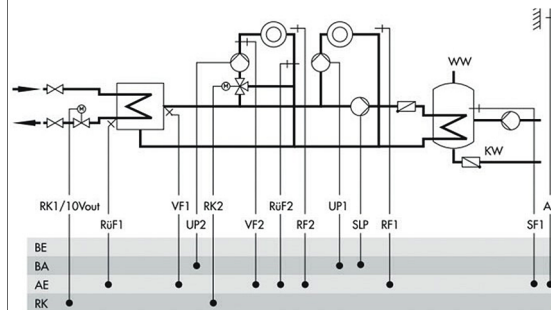 WW
KW
RK1/10Vout VF1 RK2 RüF2 UP1 A
RüF1 UP2 VF2 RF2 SLP RF1 SF1
BE
BA
AE
RK